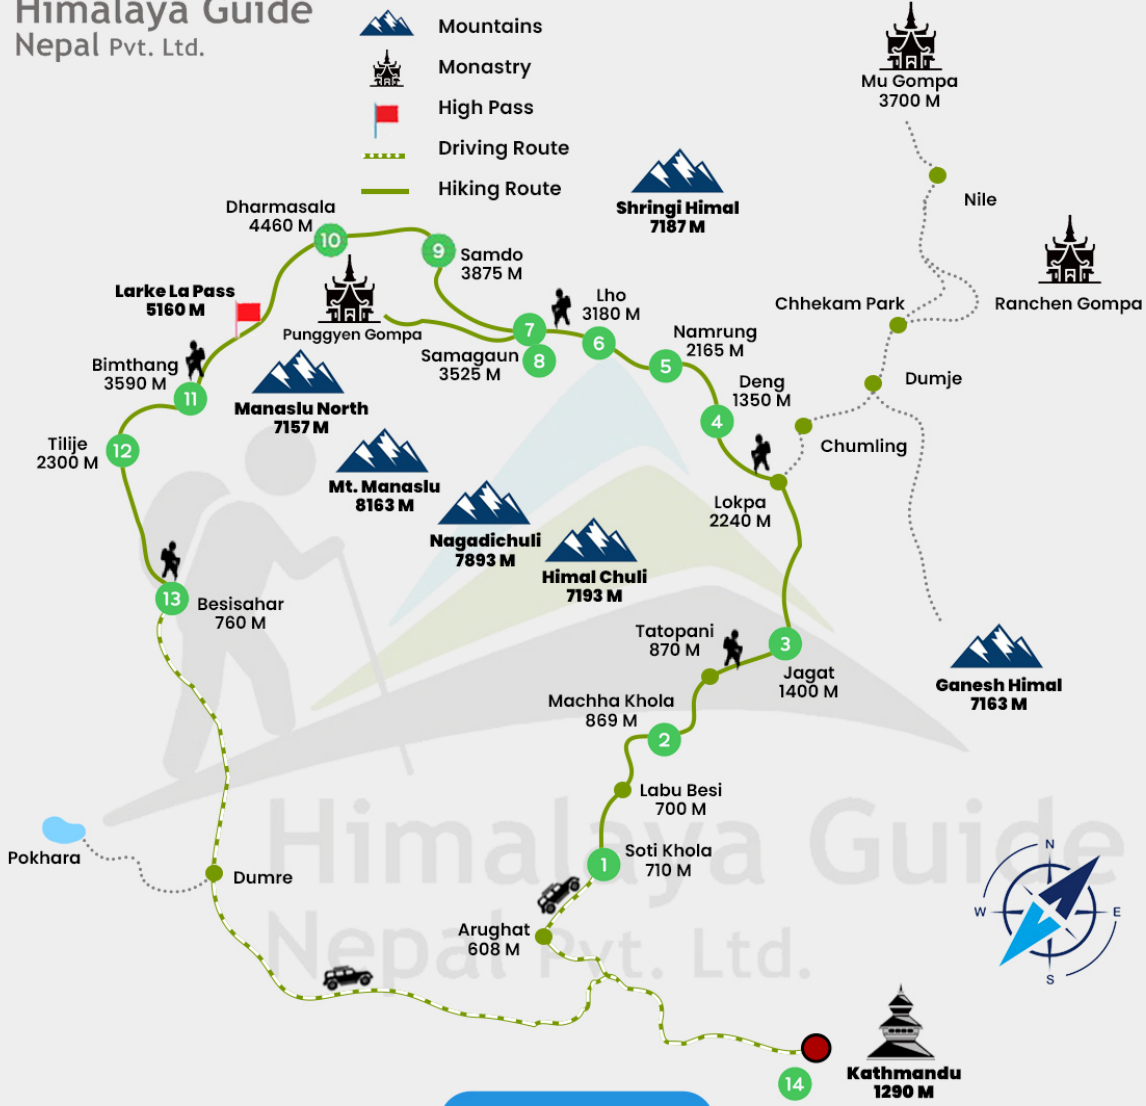 Himalaya Guide
Nepal Pvt. Ltd.
Mountains
Monastry
High Pass
Driving Route
Hiking Route
Mu Gompa
3700 M
Nile
Shringi Himal
7187 M
Ranchen Gompa
Chhekam Park
Dumje
Chumling
Dharmasala
4460 M
10
9
Samdo
3875 M
Larke La Pass
5160 M
Punggyen Gompa
Lho
3180 M
7
6
Samagaun
3525 M
8
Namrung
2165 M
5
Deng
1350 M
4
Bimthang
3590 M
11
Manaslu North
7157 M
Tilije
2300 M
12
Mt. Manaslu
8163 M
Lokpa
2240 M
Nagadichuli
7893 M
Himal Chuli
7193 M
13
Besisahar
760 M
Tatopani
870 M
3
Jagat
1400 M
Ganesh Himal
7163 M
Machha Khola
869 M
2
Labu Besi
700 M
Himalaya Guide
Nepal Pvt. Ltd.
Pokhara
Dumre
1
Soti Khola
710 M
Arughat
608 M
N
W
E
S
Kathmandu
1290 M
14